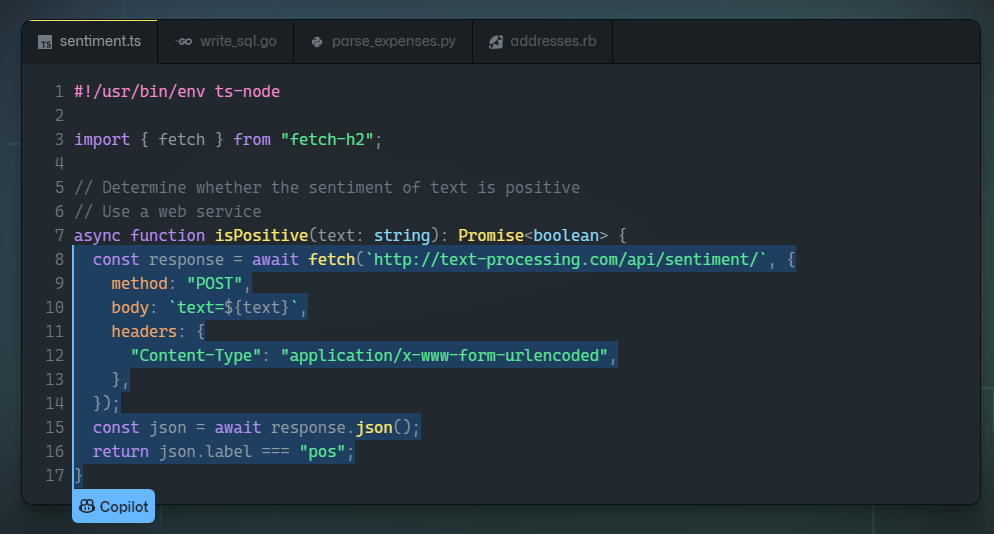 sentiment.ts write_sql.go parse_expenses.py addresses.rb
1 #!/usr/bin/env ts-node
2
3 import { fetch } from "fetch-h2";
4
5 // Determine whether the sentiment of text is positive
6 // Use a web service
7 async function isPositive(text: string): Promise<boolean> {
8   const response = await fetch(`http://text-processing.com/api/sentiment/`, {
9     method: "POST",
10     body: `text=${text}`,
11     headers: {
12       "Content-Type": "application/x-www-form-urlencoded",
13     },
14   });
15   const json = await response.json();
16   return json.label === "pos";
17 }
Copilot